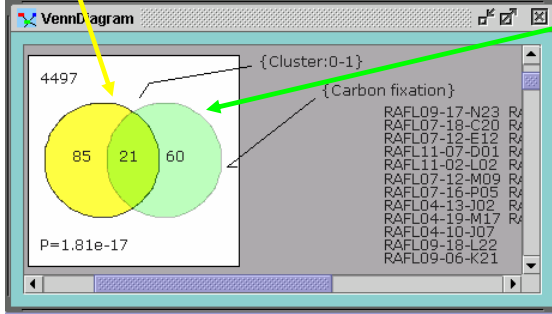 VennDiagram
{Cluster:0-1}
4497
{Carbon fixation}
85 21 60
P=1.81e-17
RAFL09-17-N23
RAFL07-18-C20
RAFL07-12-E12
RAFL11-07-D01
RAFL11-02-L02
RAFL07-12-M09
RAFL07-16-P05
RAFL04-13-J02
RAFL04-19-M17
RAFL04-10-J07
RAFL09-18-L22
RAFL09-06-K21